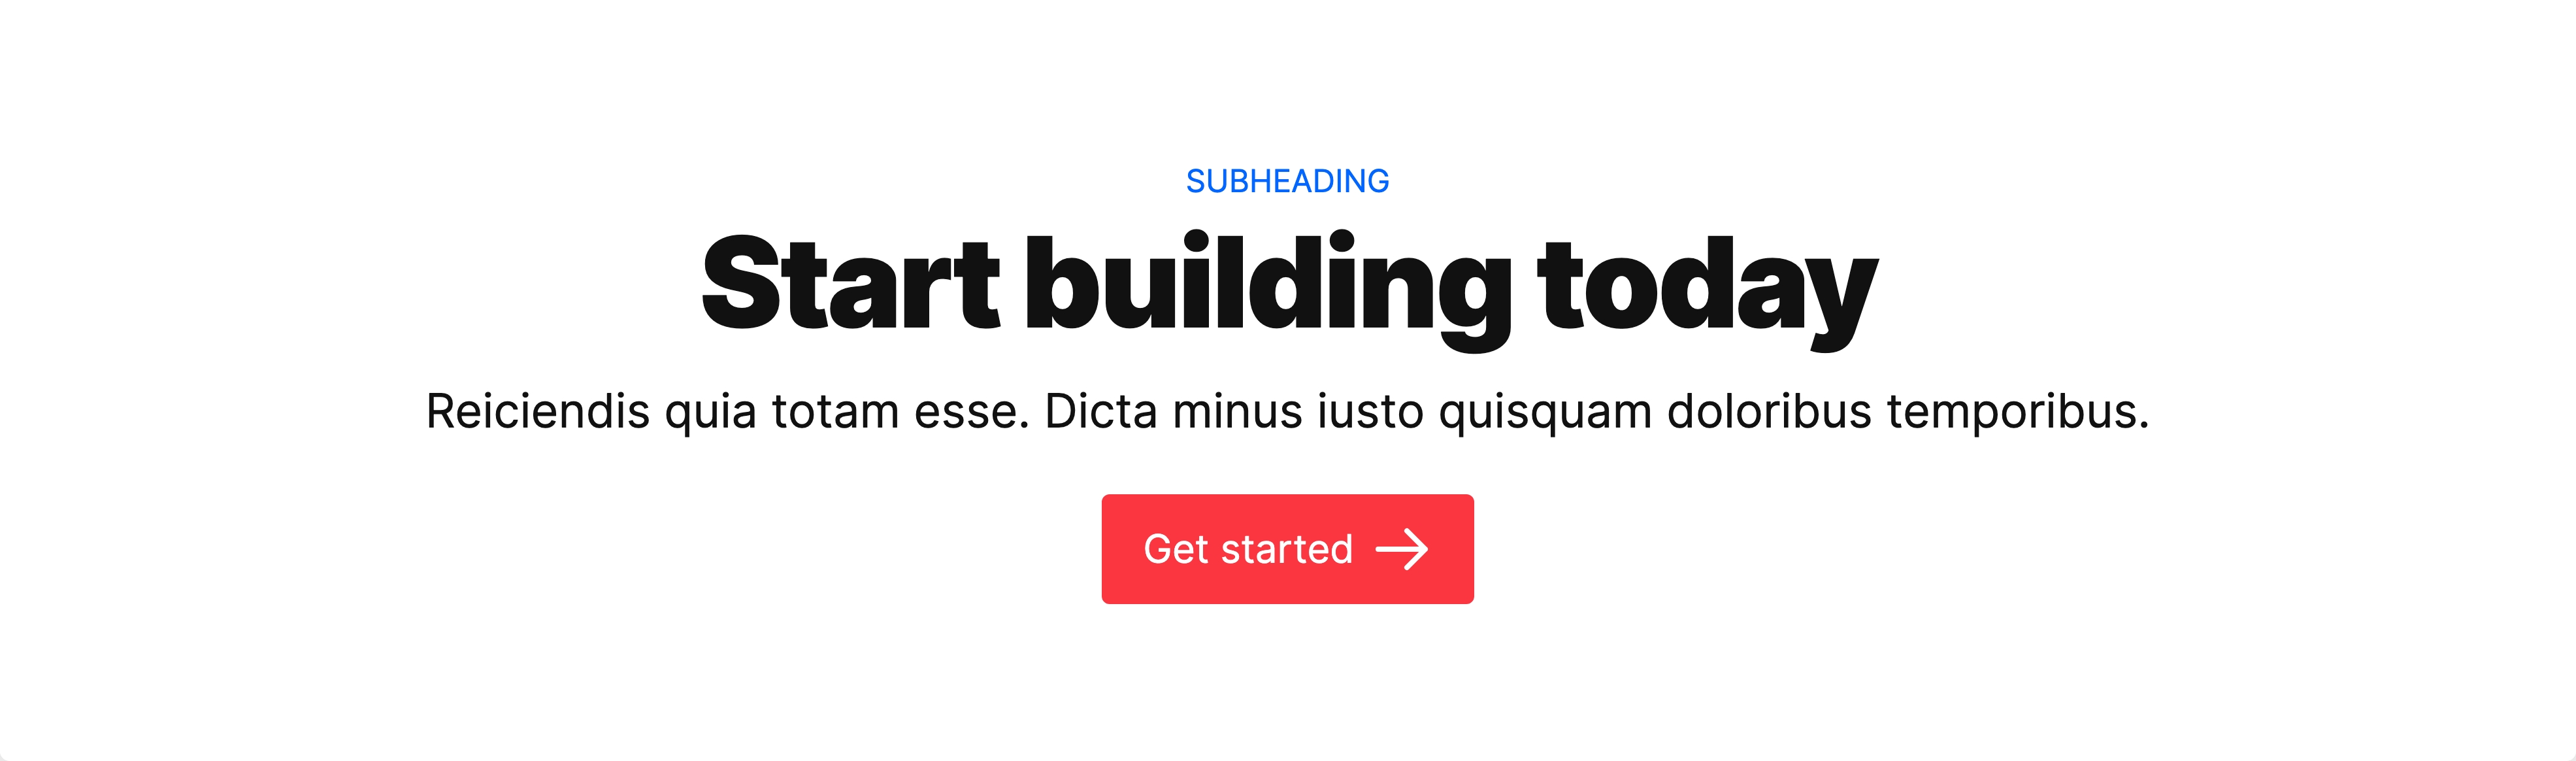 SUBHEADING
Start building today
Reiciendis quia totam esse. Dicta minus iusto quisquam doloribus temporibus.
Get started